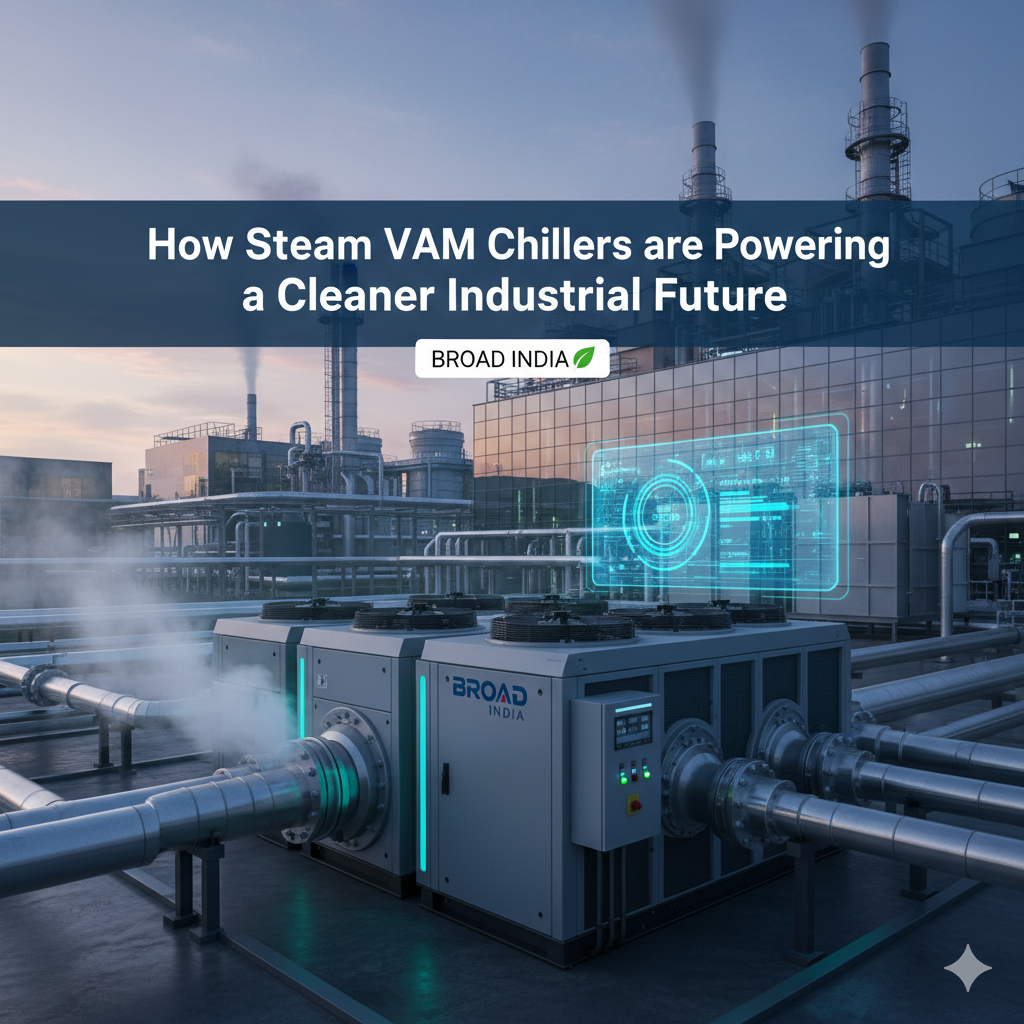 How Steam VAM Chillers are Powering
a Cleaner Industrial Future
BROAD INDIA
BROAD
INDIA